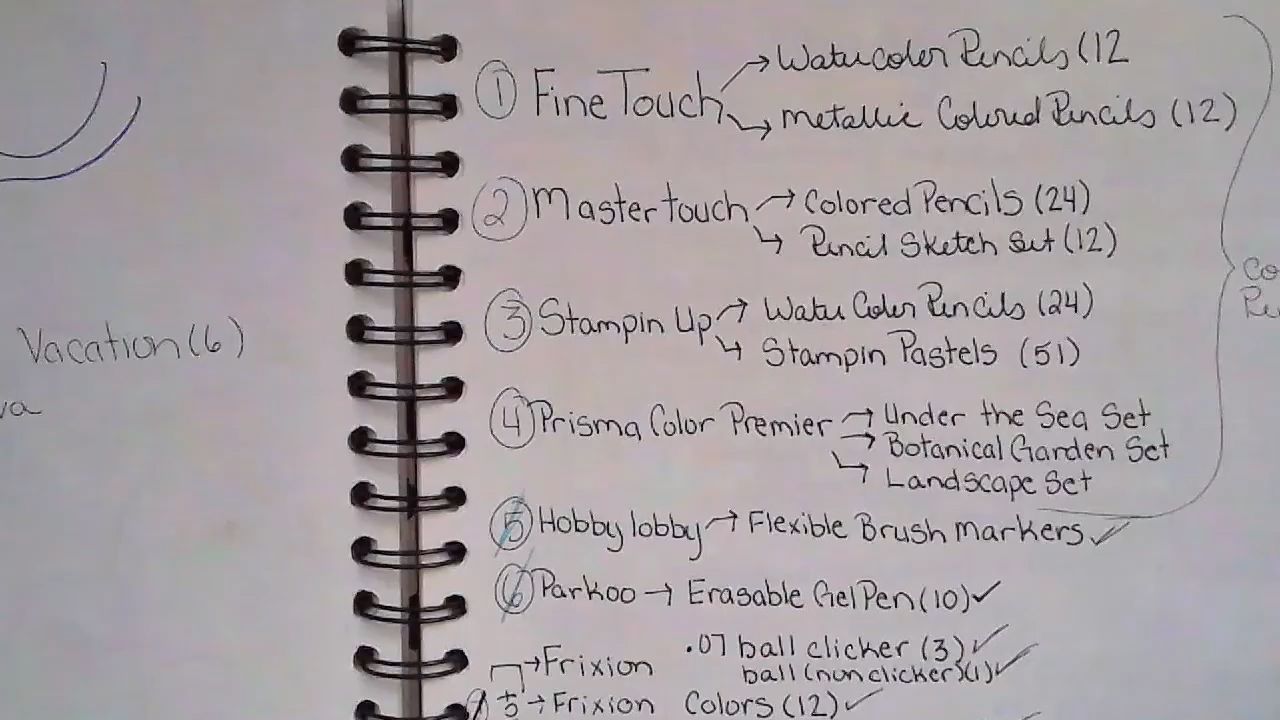 ① Fine Touch → Watercolor Pencils (12
→ Metallic Colored Pencils (12)
② Mastertouch → Colored Pencils (24)
↳ Pencil Sketch Set (12)
③ Stampin Up → Water Color Pencils (24)
↳ Stampin Pastels (51)
Vacation (6)
va
④ Prisma Color Premier → Under the Sea Set
→ Botanical Garden Set
↳ Landscape Set
⑤ Hobby lobby → Flexible Brush Markers ✓
⑥ Parkoo → Erasable Gel Pen (10) ✓
→ Frixion .07 ball clicker (3) ✓
ball (non clicker) (1) ✓
5 → Frixion Colors (12) ✓
Co